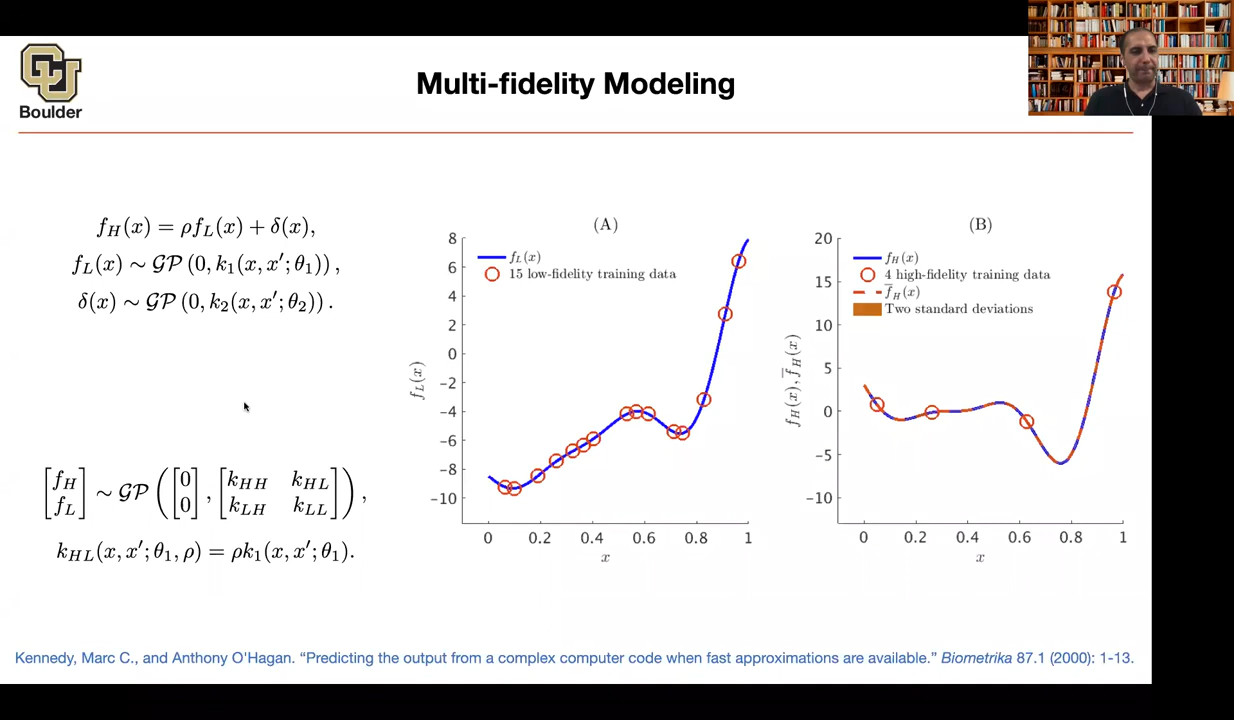 CU
Boulder
Multi-fidelity Modeling
f_H(x) = ρf_L(x) + δ(x),
f_L(x) ∼ 𝒢𝒫 (0, k_1(x, x′; θ_1)),
δ(x) ∼ 𝒢𝒫 (0, k_2(x, x′; θ_2)).
[f_H f_L] ∼ 𝒢𝒫 ([0 0], [k_HH k_HL k_LH k_LL]),
k_HL(x, x′; θ_1, ρ) = ρk_1(x, x′; θ_1).
(A)
f_L(x)
15 low-fidelity training data
8
6
4
2
0
−2
−4
−6
−8
−10
f_L(x)
0 0.2 0.4 0.6 0.8 1
x
(B)
f_H(x)
4 high-fidelity training data
f̅_H(x)
Two standard deviations
20
15
10
5
0
−5
−10
f_H(x), f̅_H(x)
0 0.2 0.4 0.6 0.8 1
x
Kennedy, Marc C., and Anthony O'Hagan. “Predicting the output from a complex computer code when fast approximations are available.” Biometrika 87.1 (2000): 1-13.